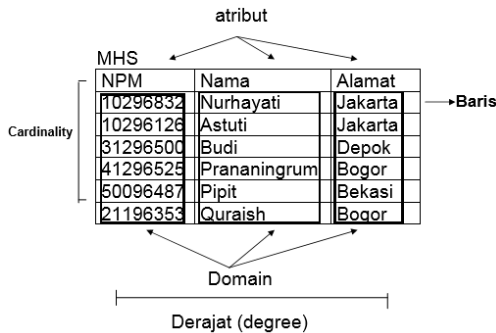 atribut
MHS
NPM Nama Alamat
10296832 Nurhayati Jakarta
Baris
10296126 Astuti Jakarta
Cardinality
31296500 Budi Depok
41296525 Prananingrum Bogor
50096487 Pipit Bekasi
21196353 Quraish Bogor
Domain
Derajat (degree)